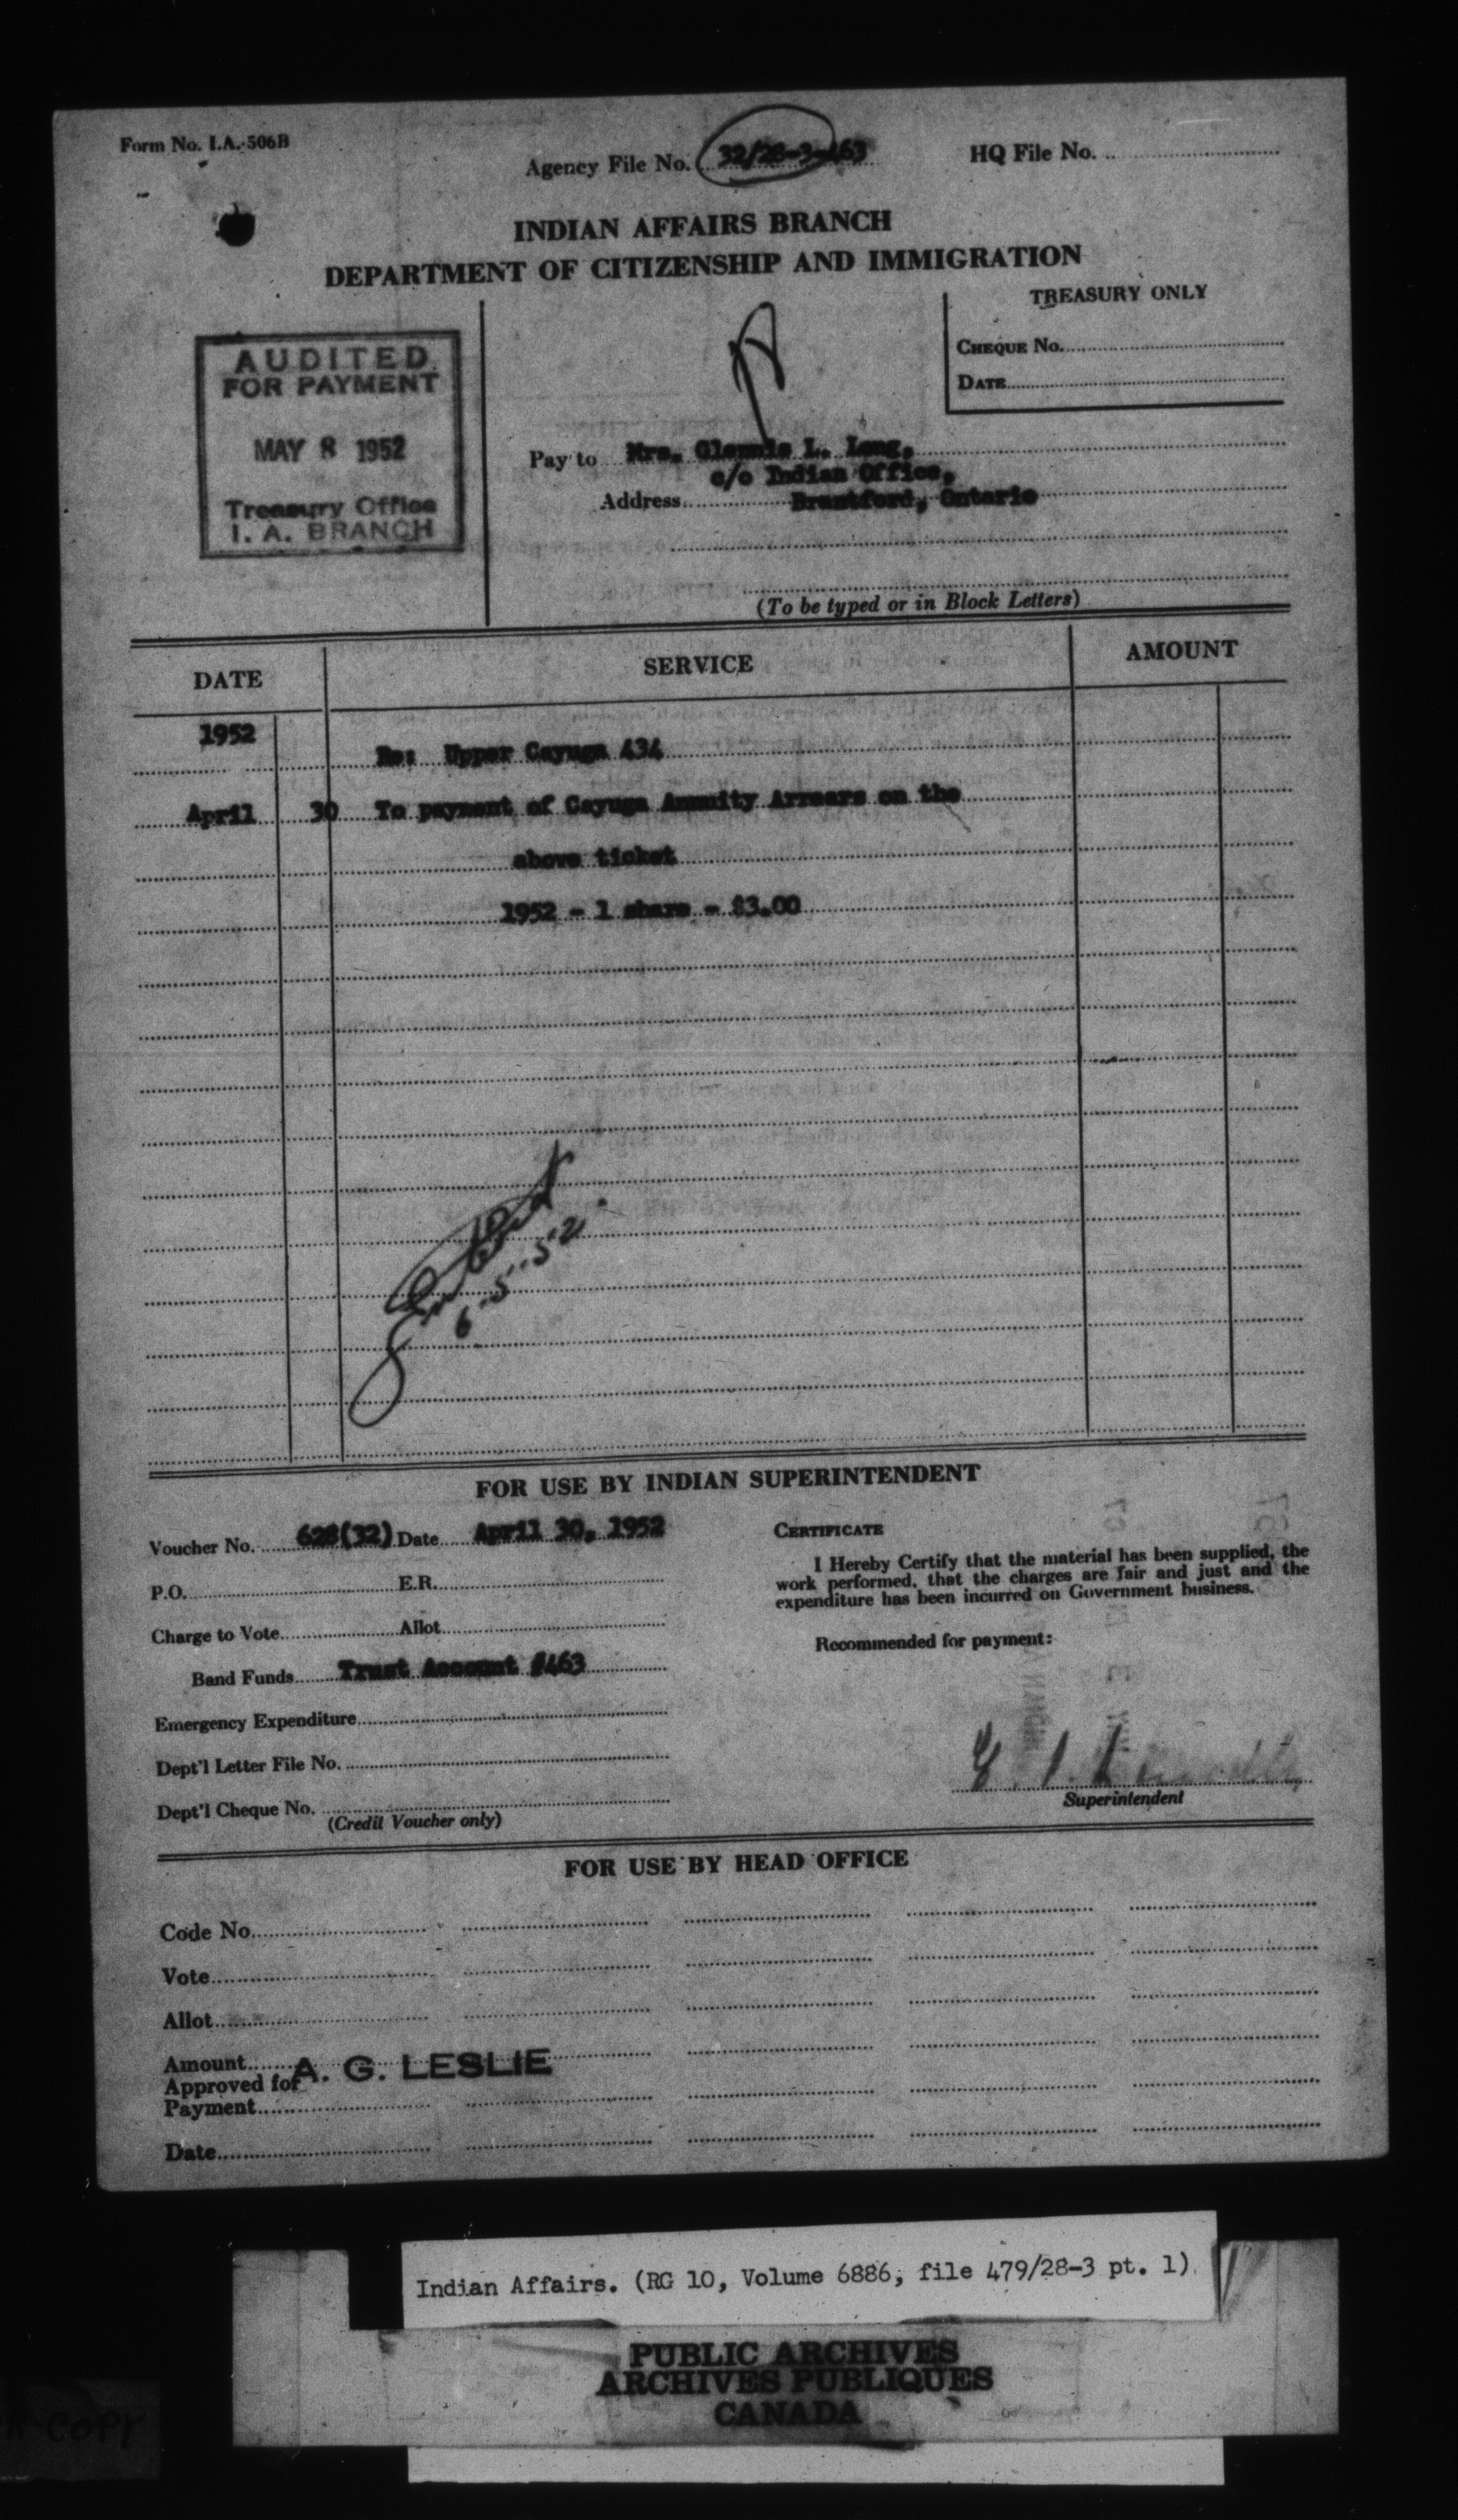 Form No. I.A. 506B
Agency File No. 32/28-3-463
HQ File No.
INDIAN AFFAIRS BRANCH
DEPARTMENT OF CITIZENSHIP AND IMMIGRATION
TREASURY ONLY
CHEQUE No.
DATE
AUDITED
FOR PAYMENT
MAY 8 1952
Treasury Office
I. A. BRANCH
Pay to Mrs. Glennis L. Long,
c/o Indian Office,
Address Brantford, Ontario
(To be typed or in Block Letters)
DATE SERVICE AMOUNT
1952
Re: Upper Cayuga 434
April 30 To payment of Cayuga Annuity Arrears on the
above ticket
1952 - 1 share - $3.00
6.5.52
FOR USE BY INDIAN SUPERINTENDENT
Voucher No. 628(32) Date April 30, 1952
P.O. E.R.
Charge to Vote Allot.
Band Funds Trust Account #463
Emergency Expenditure
Dept'l Letter File No.
Dept'l Cheque No.
(Credit Voucher only)
CERTIFICATE
I Hereby Certify that the material has been supplied, the
work performed, that the charges are fair and just and the
expenditure has been incurred on Government business.
Recommended for payment:
Superintendent
FOR USE BY HEAD OFFICE
Code No.
Vote
Allot.
Amount
Approved for A. G. LESLIE
Payment
Date
Indian Affairs. (RG 10, Volume 6886, file 479/28-3 pt. 1)
PUBLIC ARCHIVES
ARCHIVES PUBLIQUES
CANADA
COPY